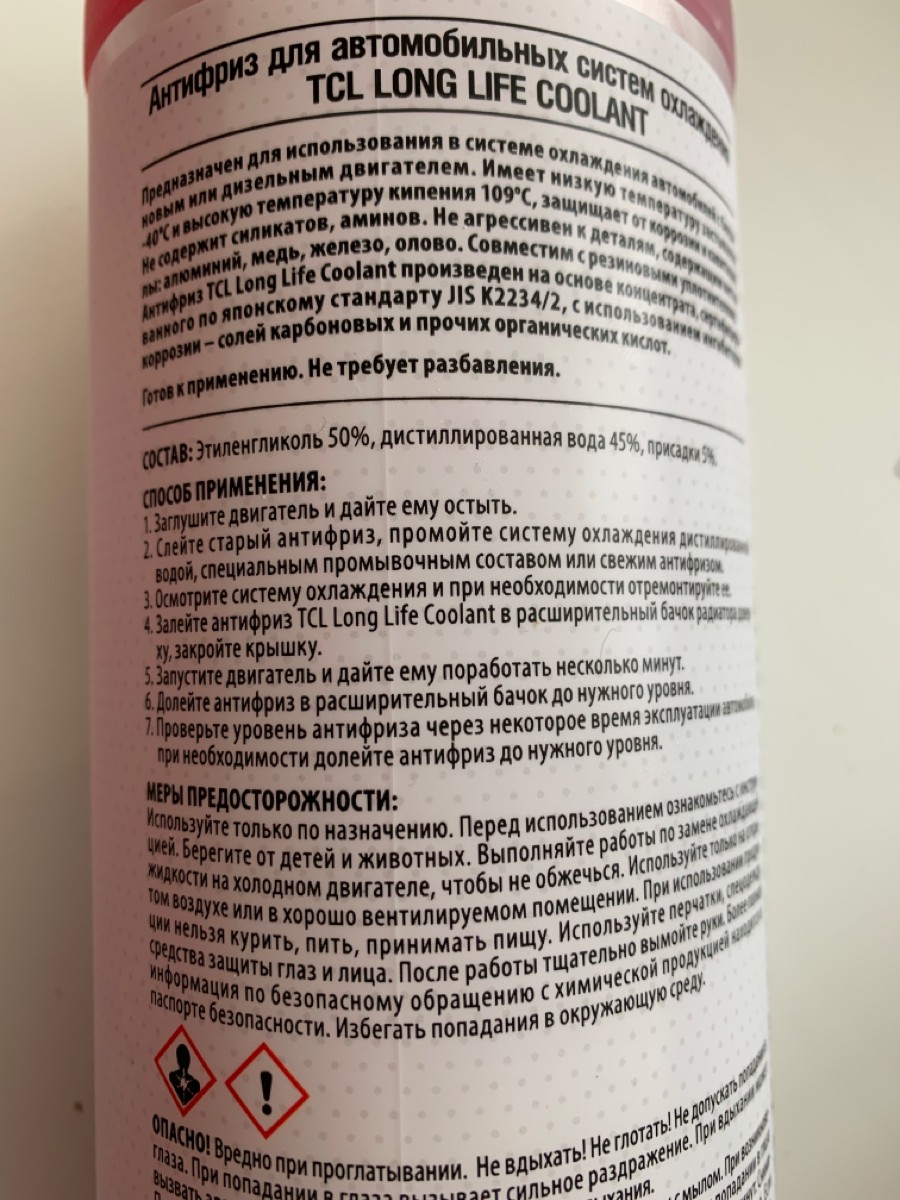 Антифриз для автомобильных систем охлаждения
TCL LONG LIFE COOLANT
Предназначен для использования в системе охлаждения автомобилей с
новым или дизельным двигателем. Имеет низкую температуру
-40°C и высокую температуру кипения 109°C, защищает от коррозии и
Не содержит силикатов, аминов. Не агрессивен к деталям, содержащим
лы: алюминий, медь, железо, олово. Совместим с резиновыми
Антифриз TCL Long Life Coolant произведен на основе концентрата,
ванного по японскому стандарту JIS K2234/2, с использованием
коррозии – солей карбоновых и прочих органических кислот.
Готов к применению. Не требует разбавления.
СОСТАВ: Этиленгликоль 50%, дистиллированная вода 45%, присадки 5%.
СПОСОБ ПРИМЕНЕНИЯ:
1. Заглушите двигатель и дайте ему остыть.
2. Слейте старый антифриз, промойте систему охлаждения
водой, специальным промывочным составом или свежим антифризом.
3. Осмотрите систему охлаждения и при необходимости отремонтируйте ее.
4. Залейте антифриз TCL Long Life Coolant в расширительный бачок радиатора
ху, закройте крышку.
5. Запустите двигатель и дайте ему поработать несколько минут.
6. Долейте антифриз в расширительный бачок до нужного уровня.
7. Проверьте уровень антифриза через некоторое время эксплуатации
при необходимости долейте антифриз до нужного уровня.
МЕРЫ ПРЕДОСТОРОЖНОСТИ:
Используйте только по назначению. Перед использованием ознакомьтесь с
цией. Берегите от детей и животных. Выполняйте работы по замене
жидкости на холодном двигателе, чтобы не обжечься. Используйте только на
том воздухе или в хорошо вентилируемом помещении. При использовании
ции нельзя курить, пить, принимать пищу. Используйте перчатки,
средства защиты глаз и лица. После работы тщательно вымойте руки. Более
информация по безопасному обращению с химической продукцией находится
паспорте безопасности. Избегать попадания в окружающую среду.
ОПАСНО! Вредно при проглатывании. Не вдыхать! Не глотать! Не допускать попадания
глаза. При попадании в глаза вызывает сильное раздражение. При вдыхании
вызвать
с мылом. При